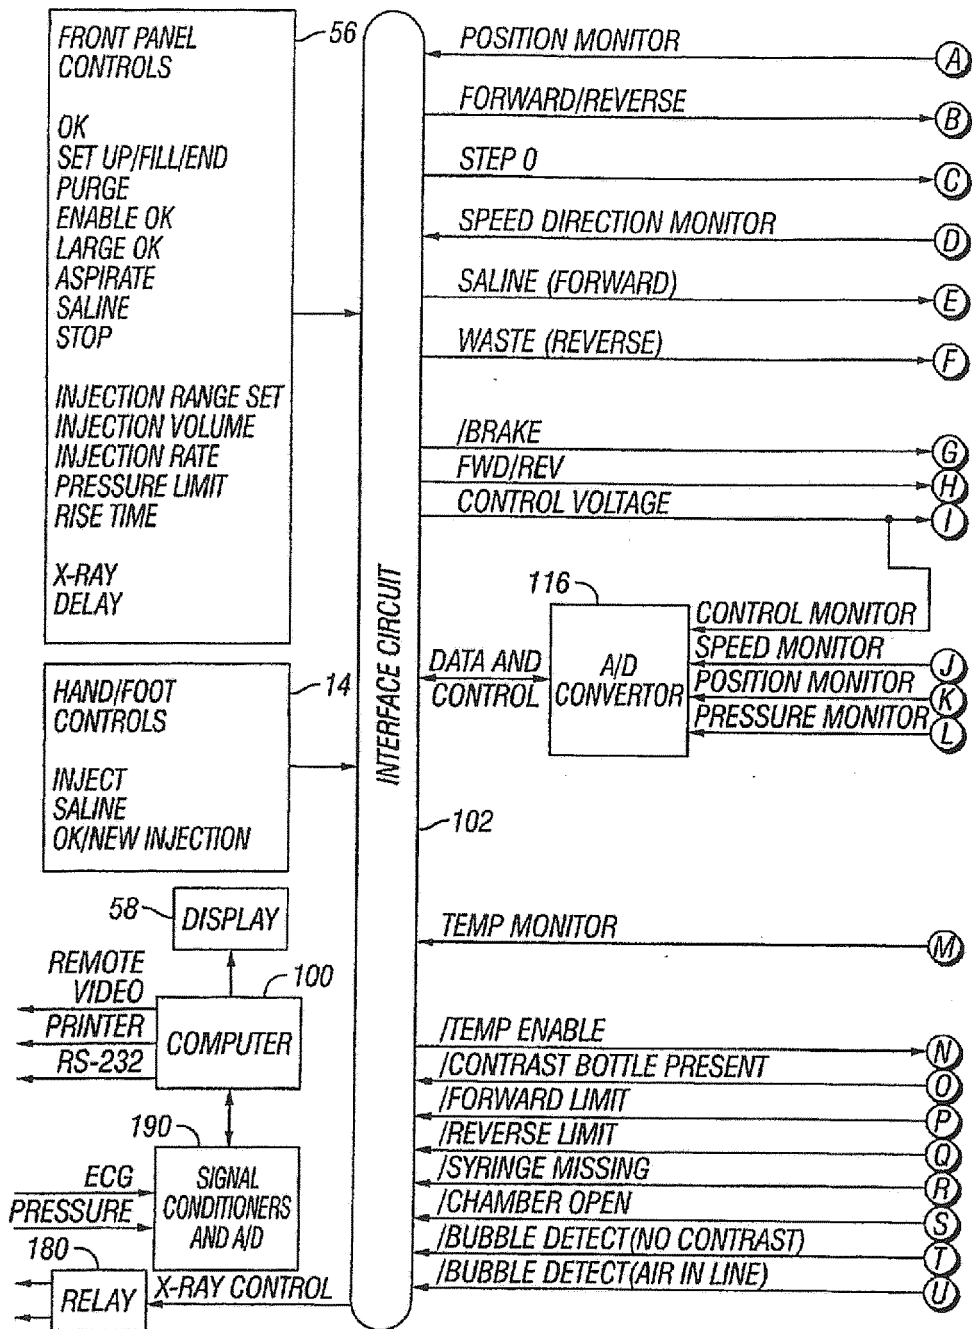 FRONT PANEL
CONTROLS
OK
SET UP/FILL/END
PURGE
ENABLE OK
LARGE OK
ASPIRATE
SALINE
STOP
INJECTION RANGE SET
INJECTION VOLUME
INJECTION RATE
PRESSURE LIMIT
RISE TIME
X-RAY
DELAY
56
HAND/FOOT
CONTROLS
INJECT
SALINE
OK/NEW INJECTION
14
58
DISPLAY
REMOTE
VIDEO
PRINTER
RS-232
100
COMPUTER
190
ECG
PRESSURE
SIGNAL
CONDITIONERS
AND A/D
180
RELAY
X-RAY CONTROL
INTERFACE CIRCUIT
102
POSITION MONITOR A
FORWARD/REVERSE B
STEP 0 C
SPEED DIRECTION MONITOR D
SALINE (FORWARD) E
WASTE (REVERSE) F
/BRAKE G
FWD/REV H
CONTROL VOLTAGE I
116
DATA AND
CONTROL
A/D
CONVERTOR
CONTROL MONITOR
SPEED MONITOR J
POSITION MONITOR K
PRESSURE MONITOR L
TEMP MONITOR M
/TEMP ENABLE N
/CONTRAST BOTTLE PRESENT O
/FORWARD LIMIT P
/REVERSE LIMIT Q
/SYRINGE MISSING R
/CHAMBER OPEN S
/BUBBLE DETECT(NO CONTRAST) T
/BUBBLE DETECT(AIR IN LINE) U